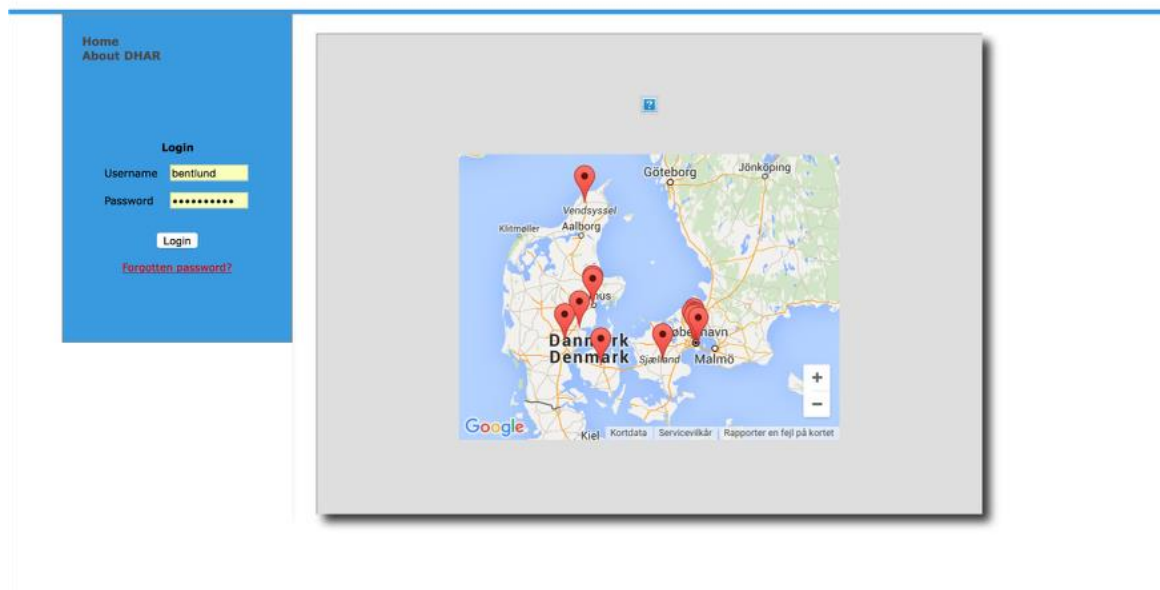 Home
About DHAR
Login
Username bentlund
Password ••••••••••
Login
Forgotten password?
?
Göteborg
Jönköping
Vendsyssel
Klitmøller
Aalborg
Danmark
Denmark
Sjælland
Malmö
+
−
Google
Kiel
Kortdata
Servicevilkår
Rapporter en fejl på kortet